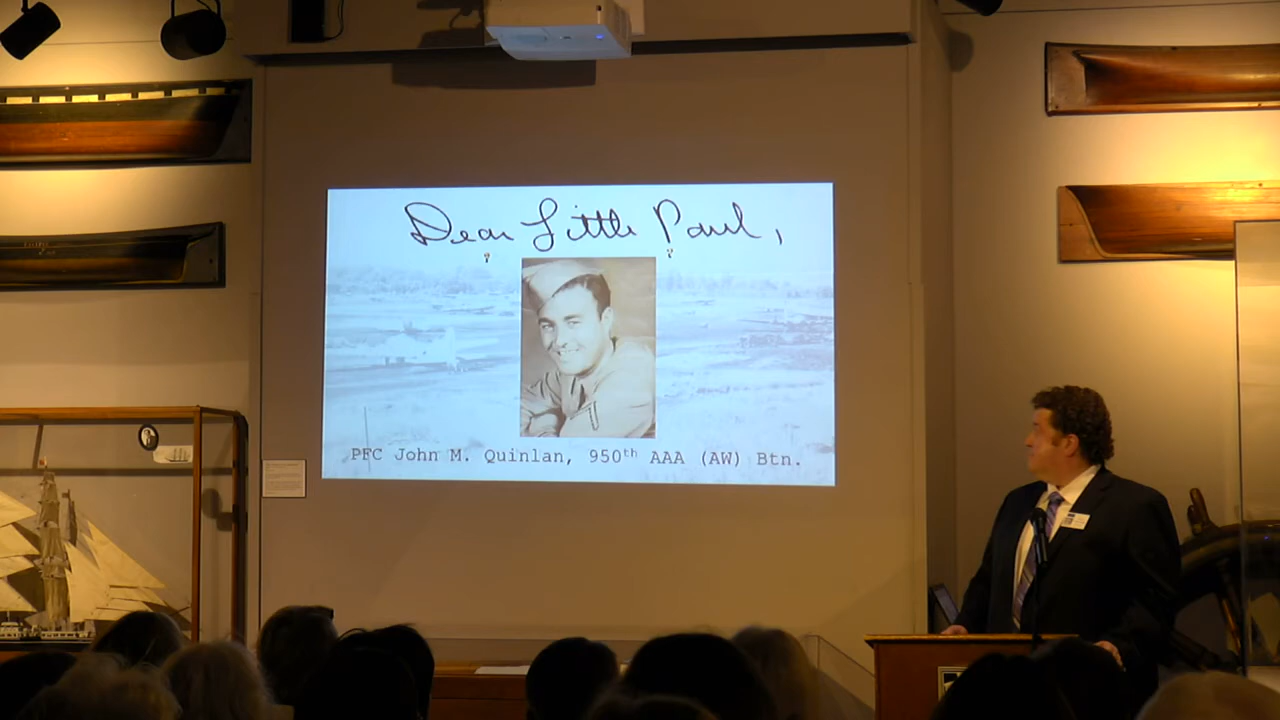 Dear Little Paul,
PFC John M. Quinlan, 950th AAA (AW) Btn.